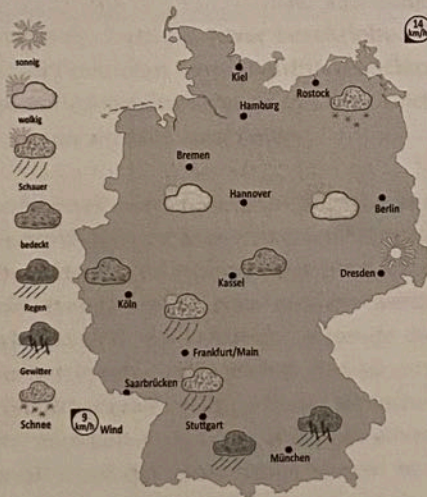 sonnig
wolkig
Schauer
bedeckt
Regen
Gewitter
Schnee
9
km/h
Wind
14
km/h
Kiel
Rostock
Hamburg
Bremen
Hannover
Berlin
Kassel
Dresden
Köln
Frankfurt/Main
Saarbrücken
Stuttgart
München